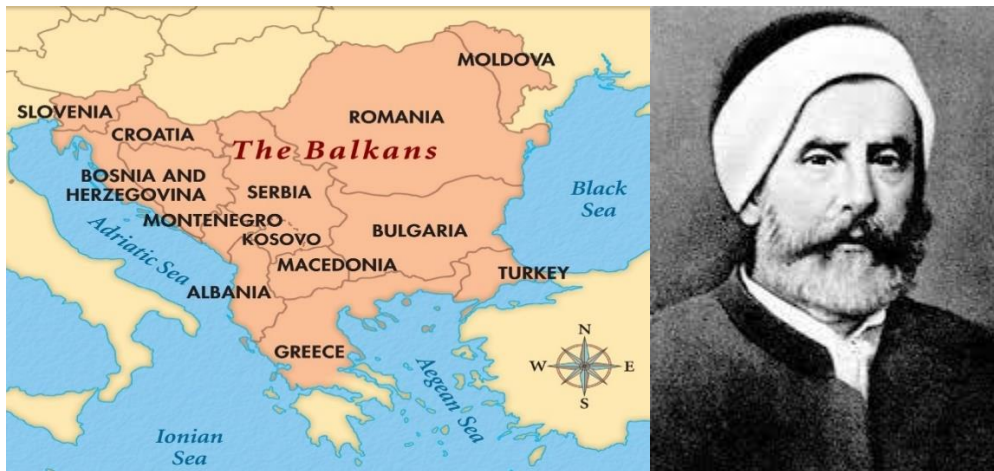 MOLDOVA
SLOVENIA
CROATIA
ROMANIA
The Balkans
BOSNIA AND
HERZEGOVINA
SERBIA
Black
Sea
MONTENEGRO
KOSOVO
BULGARIA
Adriatic Sea
MACEDONIA
TURKEY
ALBANIA
GREECE
Aegean Sea
N
W
E
S
Ionian
Sea